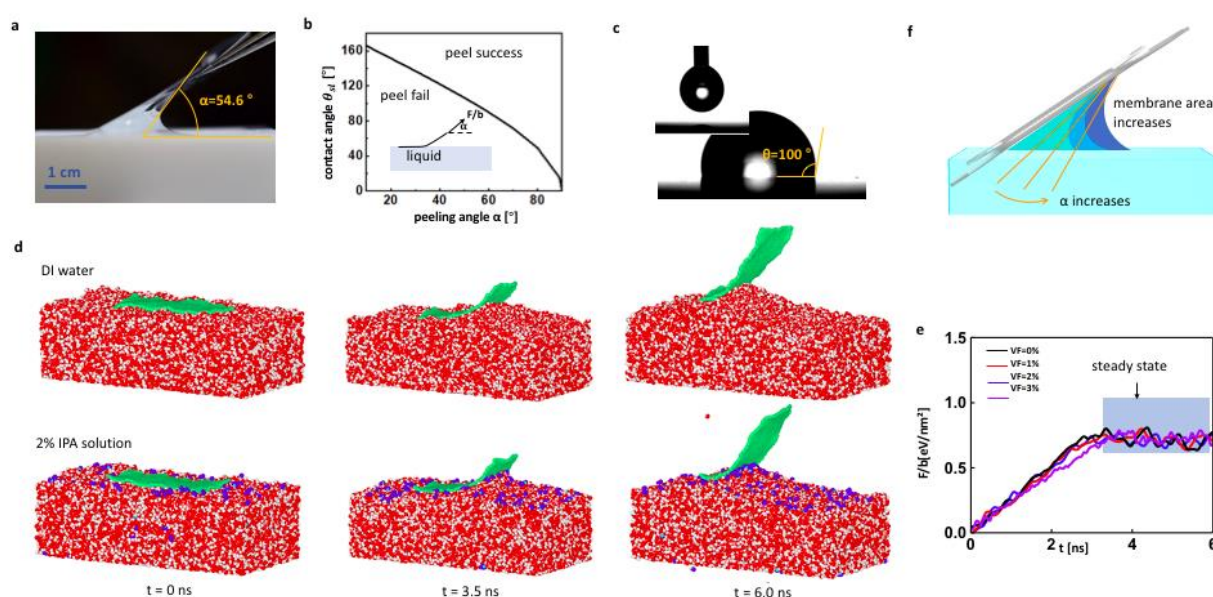 a
α=54.6 °
1 cm
b
contact angle θsl [°]
160
120
80
40
0
peel success
peel fail
F/b
α
liquid
20
40
60
80
peeling angle α [°]
c
θ=100 °
f
membrane area
increases
α increases
d
DI water
2% IPA solution
t = 0 ns
t = 3.5 ns
t = 6.0 ns
e
F/b[eV/nm²]
1.5
1.0
0.5
0.0
VF=0%
VF=1%
VF=2%
VF=3%
steady state
0
2
4
6
t [ns]